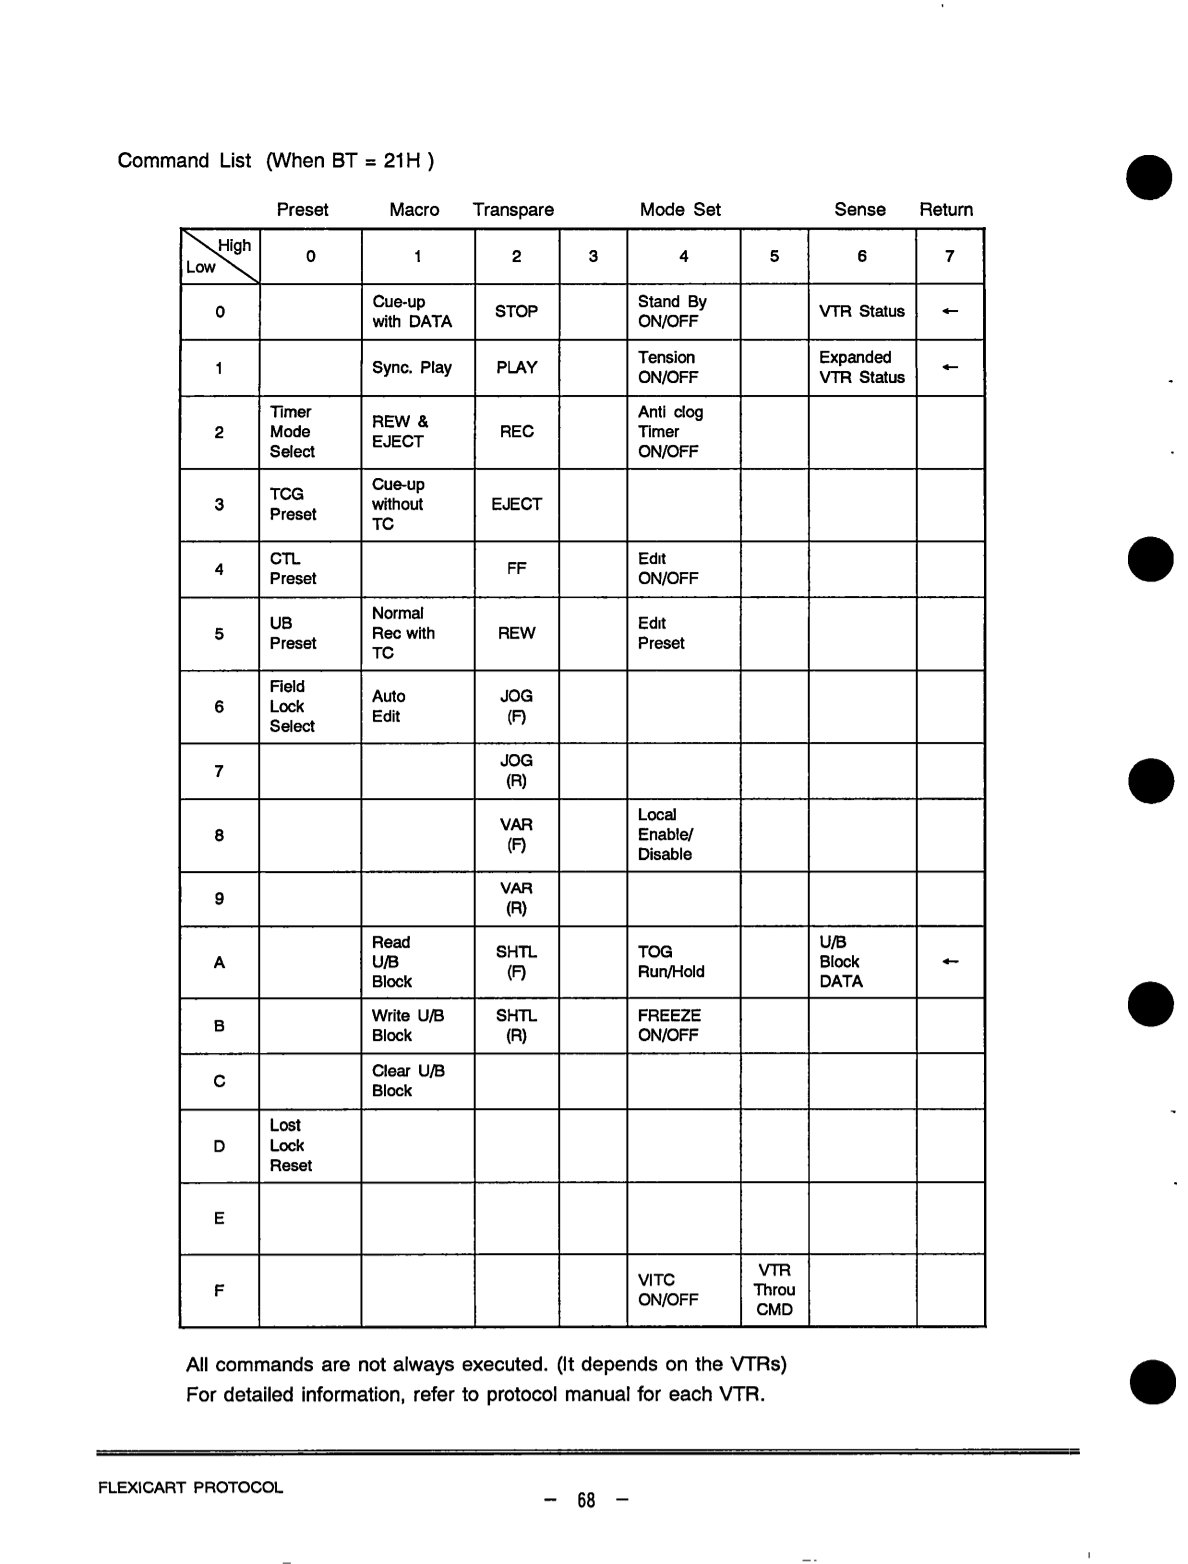 Command List (When BT = 21H )
Preset Macro Transpare Mode Set Sense Return
High
Low
0 1 2 3 4 5 6 7
0
Cue-up
with DATA
STOP
Stand By
ON/OFF
VTR Status
←
1
Sync. Play
PLAY
Tension
ON/OFF
Expanded
VTR Status
←
2
Timer
Mode
Select
REW &
EJECT
REC
Anti clog
Timer
ON/OFF
3
TCG
Preset
Cue-up
without
TC
EJECT
4
CTL
Preset
FF
Edit
ON/OFF
5
UB
Preset
Normal
Rec with
TC
REW
Edit
Preset
6
Field
Lock
Select
Auto
Edit
JOG
(F)
7
JOG
(R)
8
VAR
(F)
Local
Enable/
Disable
9
VAR
(R)
A
Read
U/B
Block
SHTL
(F)
TOG
Run/Hold
U/B
Block
DATA
←
B
Write U/B
Block
SHTL
(R)
FREEZE
ON/OFF
C
Clear U/B
Block
D
Lost
Lock
Reset
E
F
VITC
ON/OFF
VTR
Throu
CMD
All commands are not always executed. (It depends on the VTRs)
For detailed information, refer to protocol manual for each VTR.
FLEXICART PROTOCOL
– 68 –